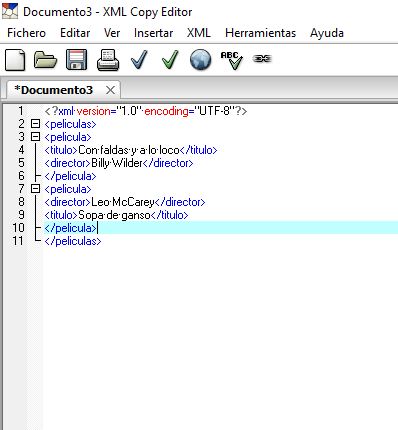 Documento3 - XML Copy Editor
Fichero Editar Ver Insertar XML Herramientas Ayuda
ABC
*Documento3 ×
1 <?xml·version="1.0"·encoding="UTF-8"?>
2 <peliculas>
3 <pelicula>
4 <titulo>Con·faldas·y·a·lo·loco</titulo>
5 <director>Billy·Wilder</director>
6 </pelicula>
7 <pelicula>
8 <director>Leo·McCarey</director>
9 <titulo>Sopa·de·ganso</titulo>
10 </pelicula>
11 </peliculas>